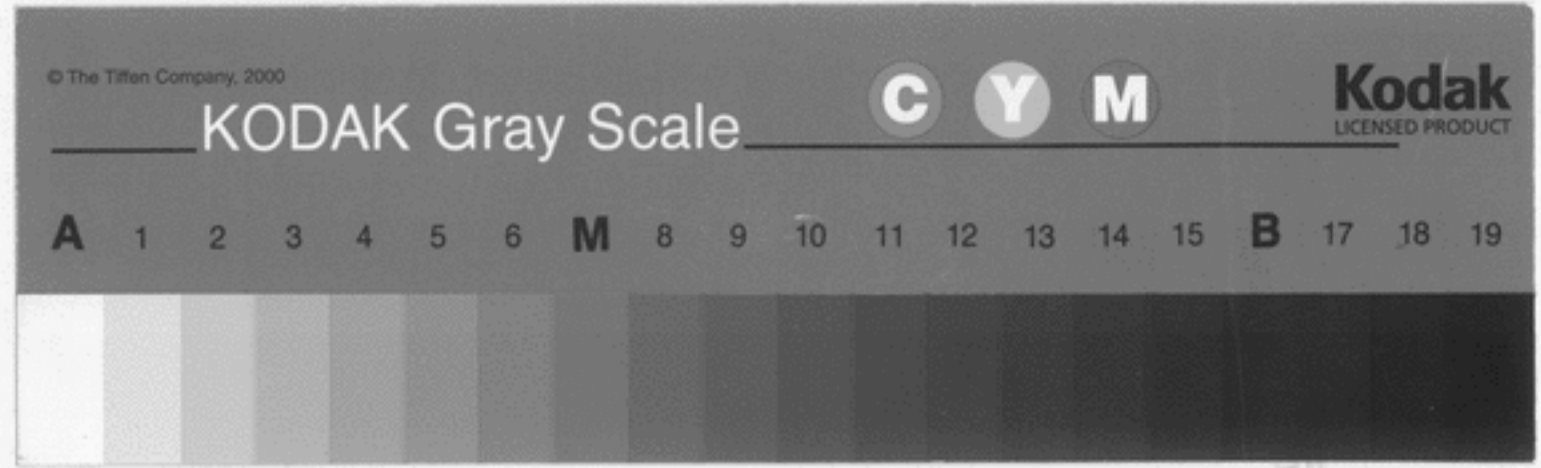 © The Tiffen Company, 2000
KODAK Gray Scale
C Y M
Kodak
LICENSED PRODUCT
A 1 2 3 4 5 6 M 8 9 10 11 12 13 14 15 B 17 18 19